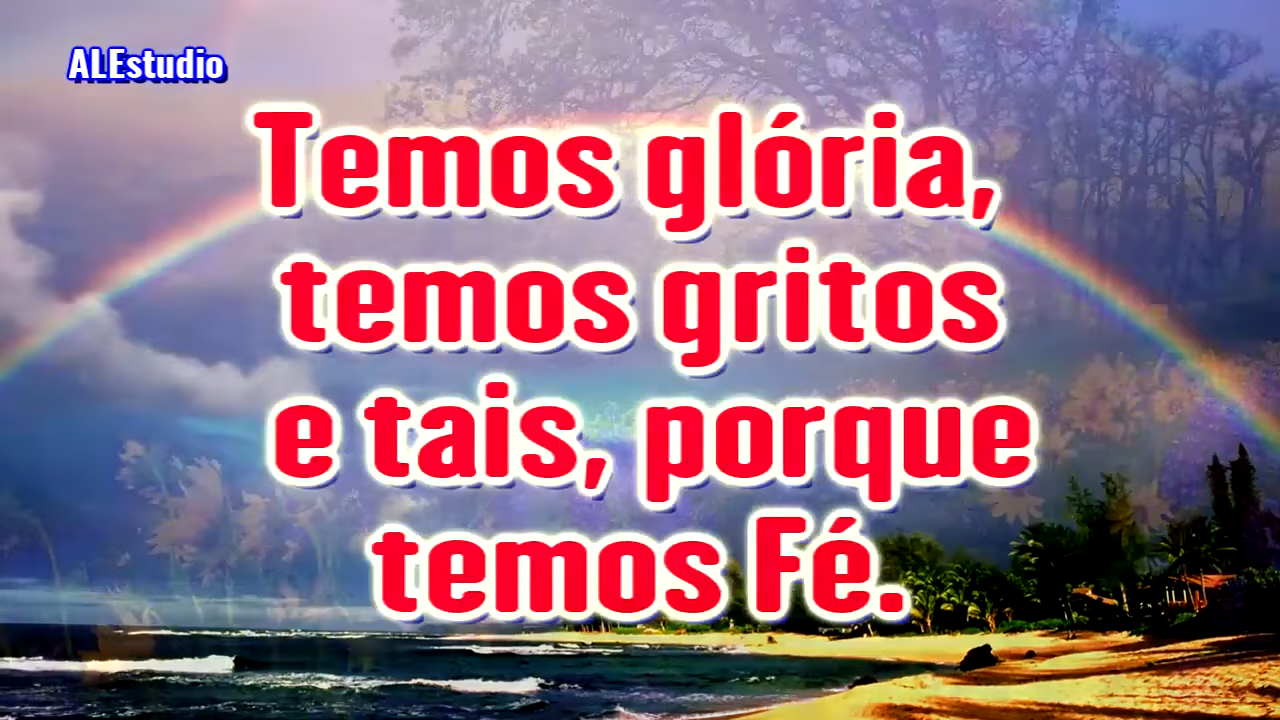 ALEstudio
Temos glória,
temos gritos
e tais, porque
temos Fé.